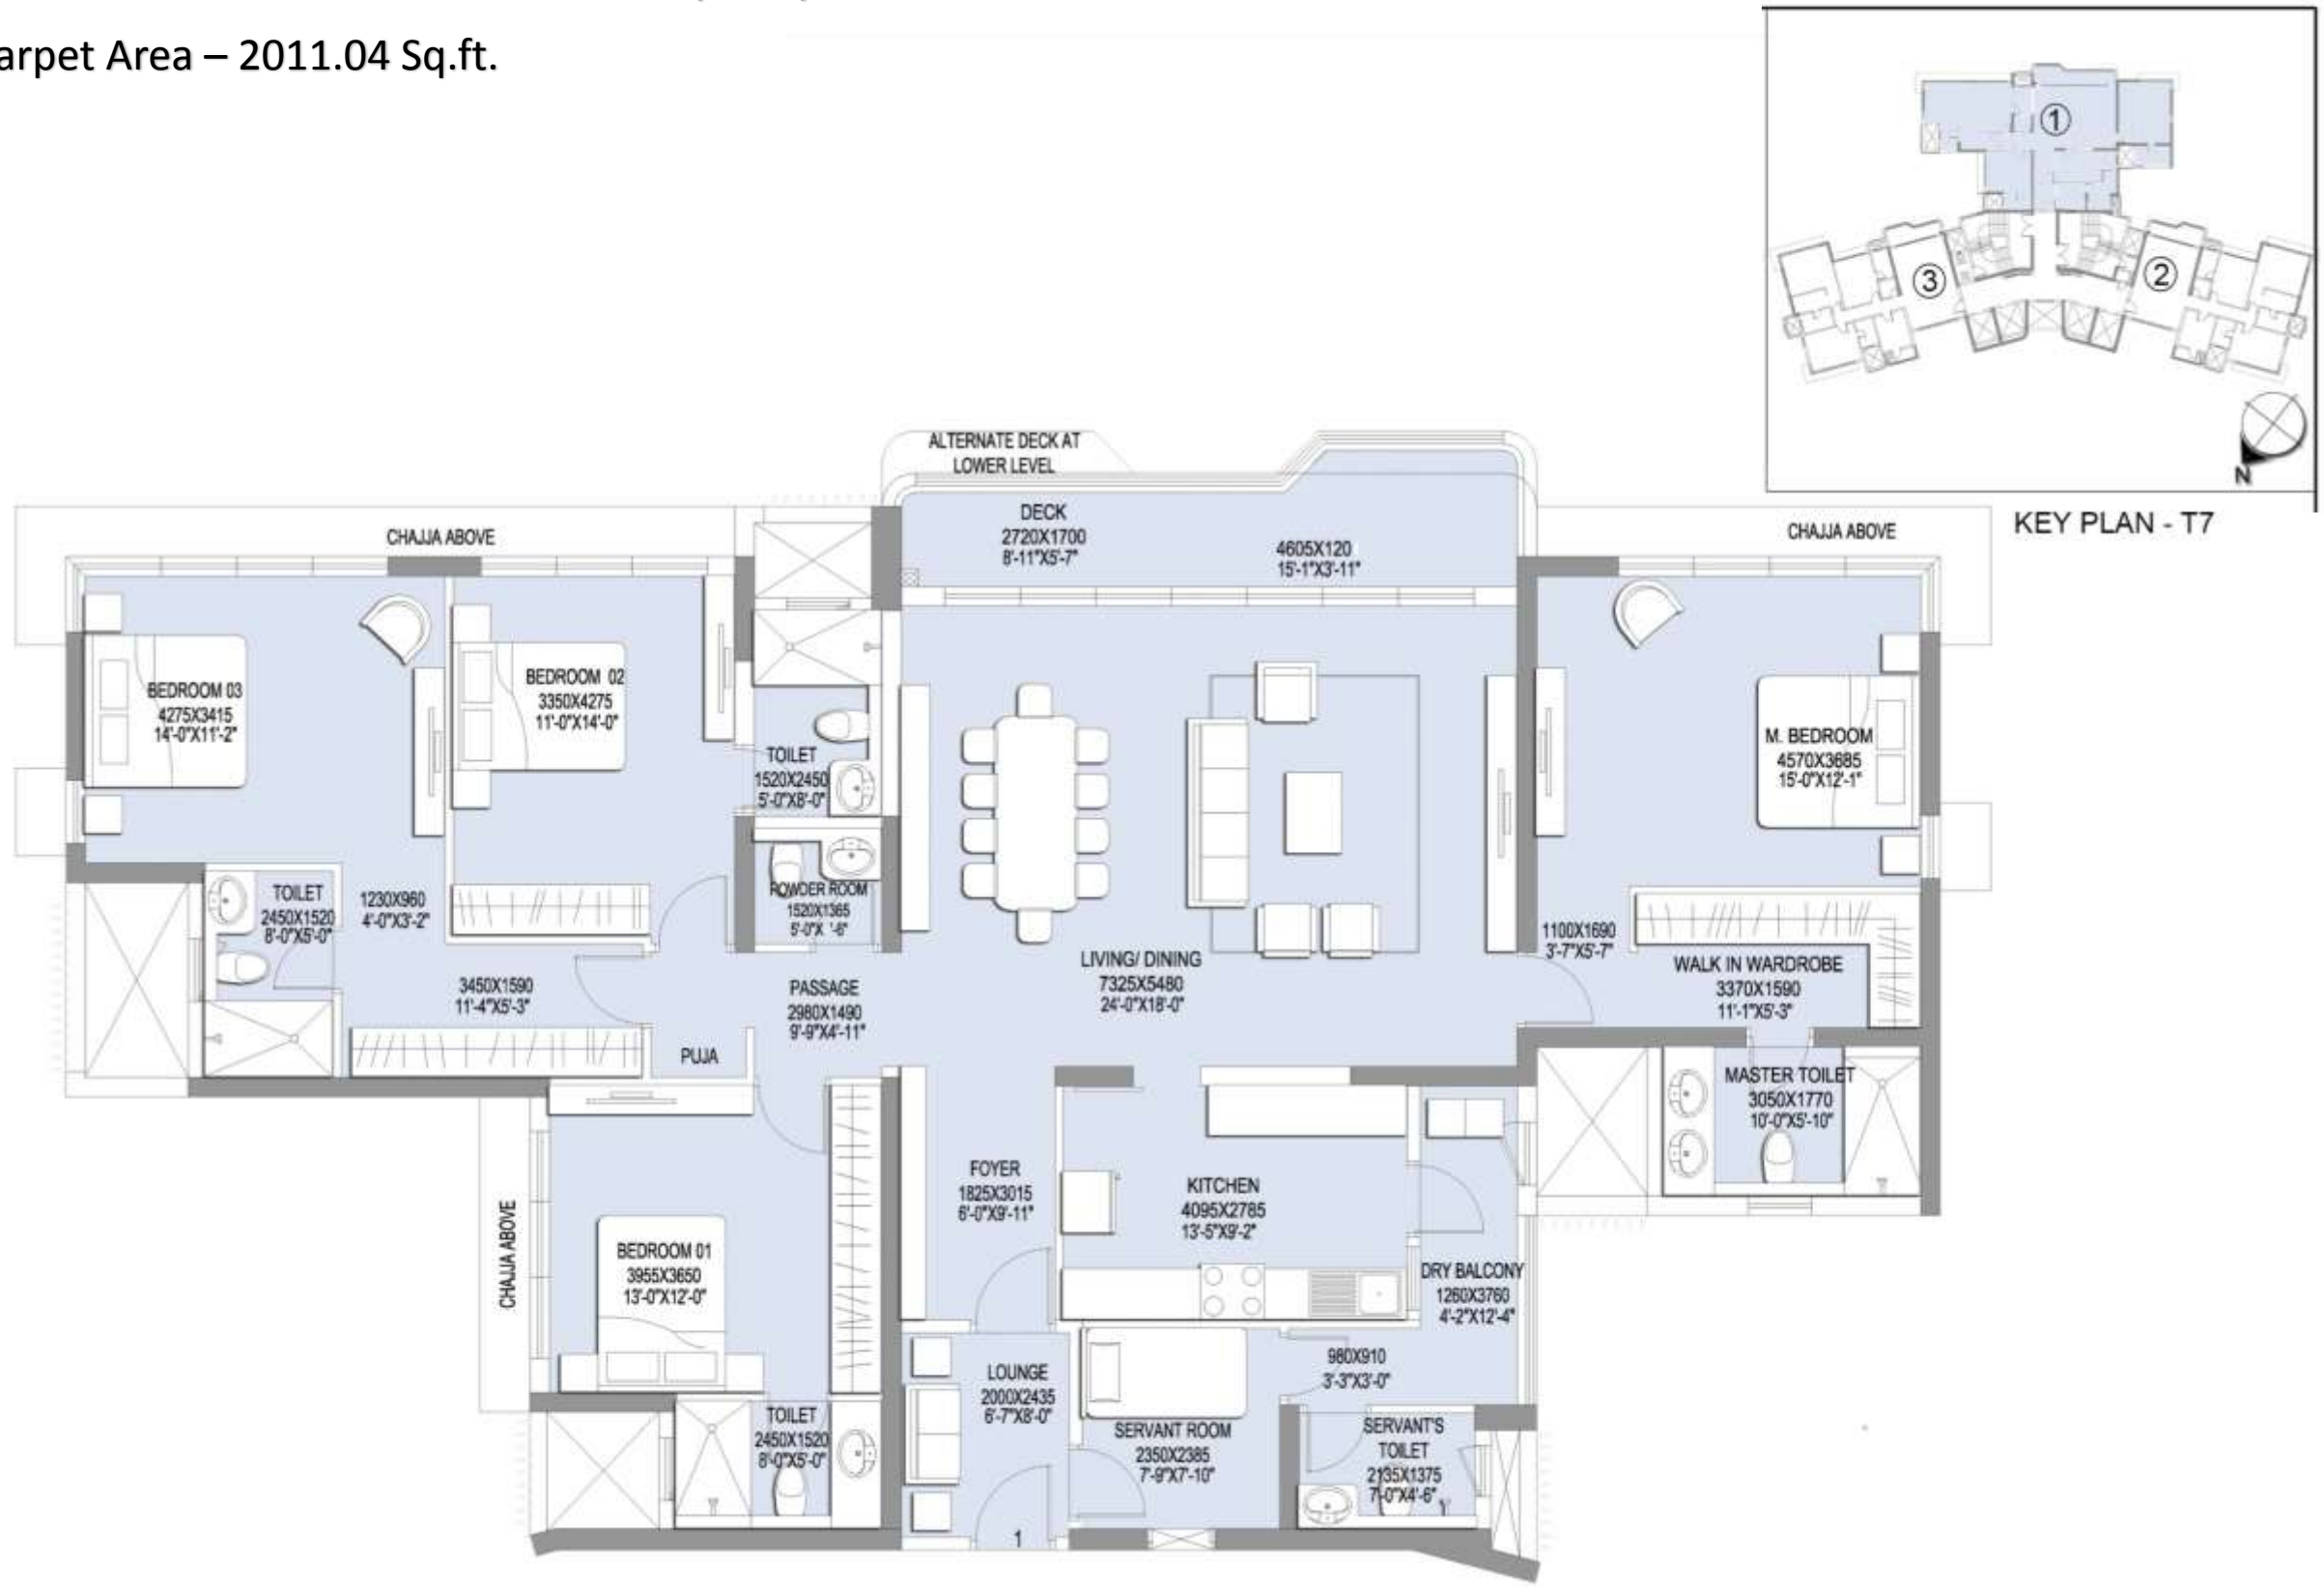 arpet Area – 2011.04 Sq.ft.
1
3
2
N
KEY PLAN - T7
ALTERNATE DECK AT
LOWER LEVEL
DECK
2720X1700
8'-11"X5'-7"
4605X120
15'-1"X3'-11"
CHAJJA ABOVE
CHAJJA ABOVE
BEDROOM 03
4275X3415
14'-0"X11'-2"
BEDROOM 02
3350X4275
11'-0"X14'-0"
TOILET
1520X2450
5'-0"X8'-0"
M. BEDROOM
4570X3685
15'-0"X12'-1"
TOILET
2450X1520
8'-0"X5'-0"
1230X960
4'-0"X3'-2"
POWDER ROOM
1520X1365
5'-0"X '-6"
LIVING/ DINING
7325X5480
24'-0"X18'-0"
1100X1690
3'-7"X5'-7"
WALK IN WARDROBE
3370X1590
11'-1"X5'-3"
3450X1590
11'-4"X5'-3"
PASSAGE
2980X1490
9'-9"X4'-11"
PUJA
MASTER TOILET
3050X1770
10'-0"X5'-10"
FOYER
1825X3015
6'-0"X9'-11"
KITCHEN
4095X2785
13'-5"X9'-2"
CHAJJA ABOVE
BEDROOM 01
3955X3650
13'-0"X12'-0"
DRY BALCONY
1260X3760
4'-2"X12'-4"
LOUNGE
2000X2435
6'-7"X8'-0"
980X910
3'-3"X3'-0"
TOILET
2450X1520
8'-0"X5'-0"
SERVANT ROOM
2350X2385
7'-9"X7'-10"
SERVANT'S
TOILET
2135X1375
7'-0"X4'-6"
1